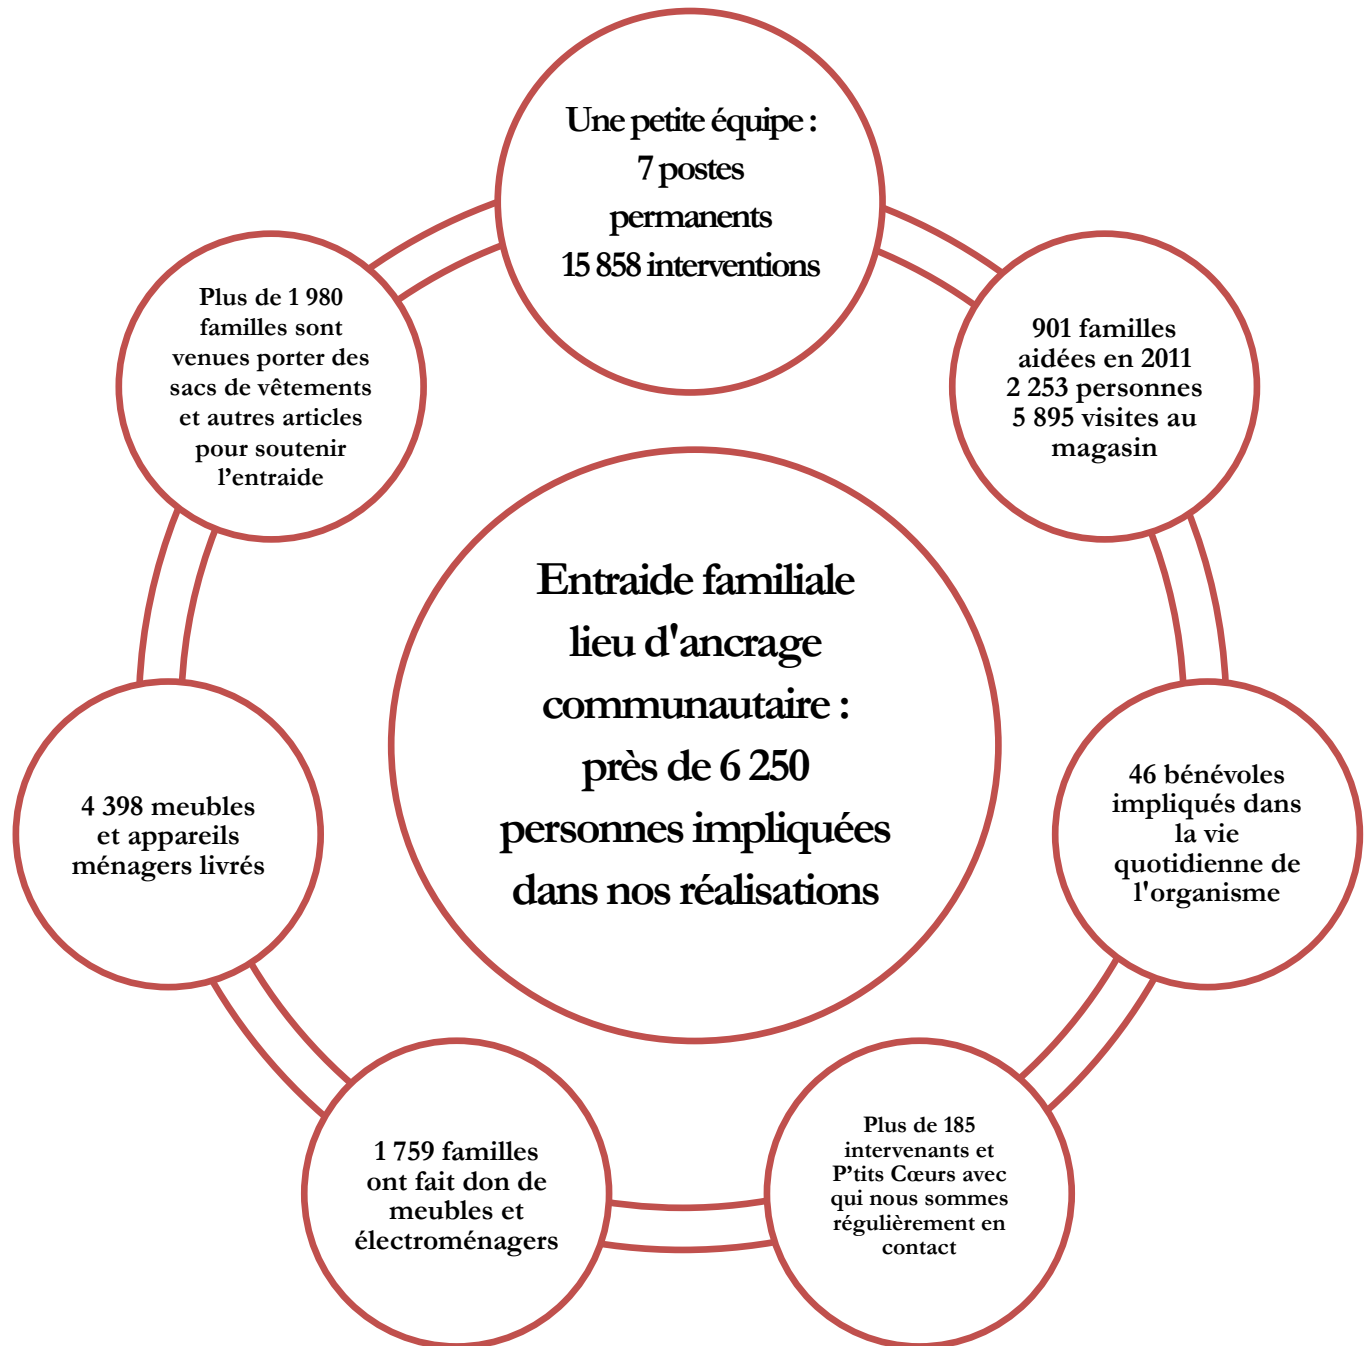 Une petite équipe :
7 postes
permanents
15 858 interventions
901 familles
aidées en 2011
2 253 personnes
5 895 visites au
magasin
46 bénévoles
impliqués dans
la vie
quotidienne de
l'organisme
Plus de 185
intervenants et
P'tits Cœurs avec
qui nous sommes
régulièrement en
contact
1 759 familles
ont fait don de
meubles et
électroménagers
4 398 meubles
et appareils
ménagers livrés
Plus de 1 980
familles sont
venues porter des
sacs de vêtements
et autres articles
pour soutenir
l’entraide
Entraide familiale
lieu d'ancrage
communautaire :
près de 6 250
personnes impliquées
dans nos réalisations